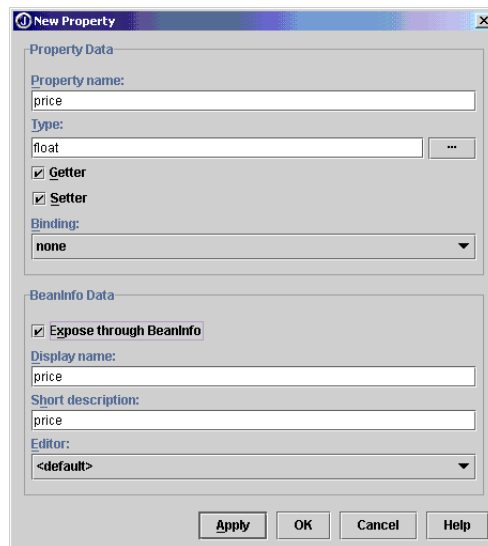 New Property
Property Data
Property name:
price
Type:
float
...
Getter
Setter
Binding:
none
BeanInfo Data
Expose through BeanInfo
Display name:
price
Short description:
price
Editor:
<default>
Apply OK Cancel Help